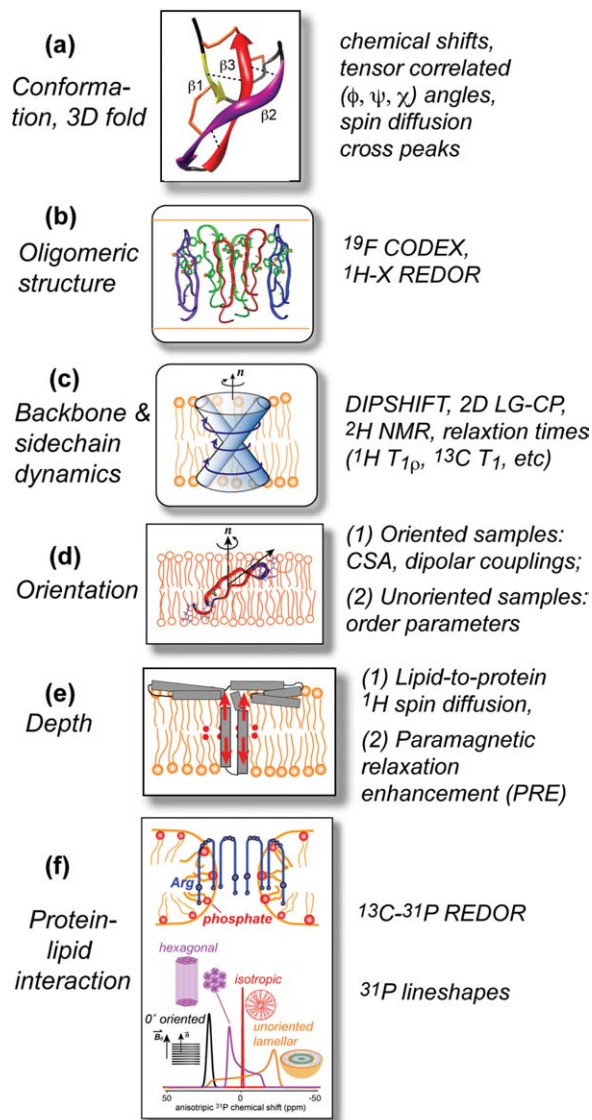 (a)
Conforma-
tion, 3D fold
β1
β3
β2
chemical shifts,
tensor correlated
(ϕ, ψ, χ) angles,
spin diffusion
cross peaks
(b)
Oligomeric
structure
¹⁹F CODEX,
¹H-X REDOR
(c)
Backbone &
sidechain
dynamics
n
DIPSHIFT, 2D LG-CP,
²H NMR, relaxtion times
(¹H T₁ρ, ¹³C T₁, etc)
(d)
Orientation
n
(1) Oriented samples:
CSA, dipolar couplings;
(2) Unoriented samples:
order parameters
(e)
Depth
(1) Lipid-to-protein
¹H spin diffusion,
(2) Paramagnetic
relaxation
enhancement (PRE)
(f)
Protein-
lipid
interaction
Arg
phosphate
¹³C-³¹P REDOR
hexagonal
isotropic
0° oriented
unoriented
lamellar
B₀ n
³¹P lineshapes
50 0 -50
anisotropic ³¹P chemical shift (ppm)